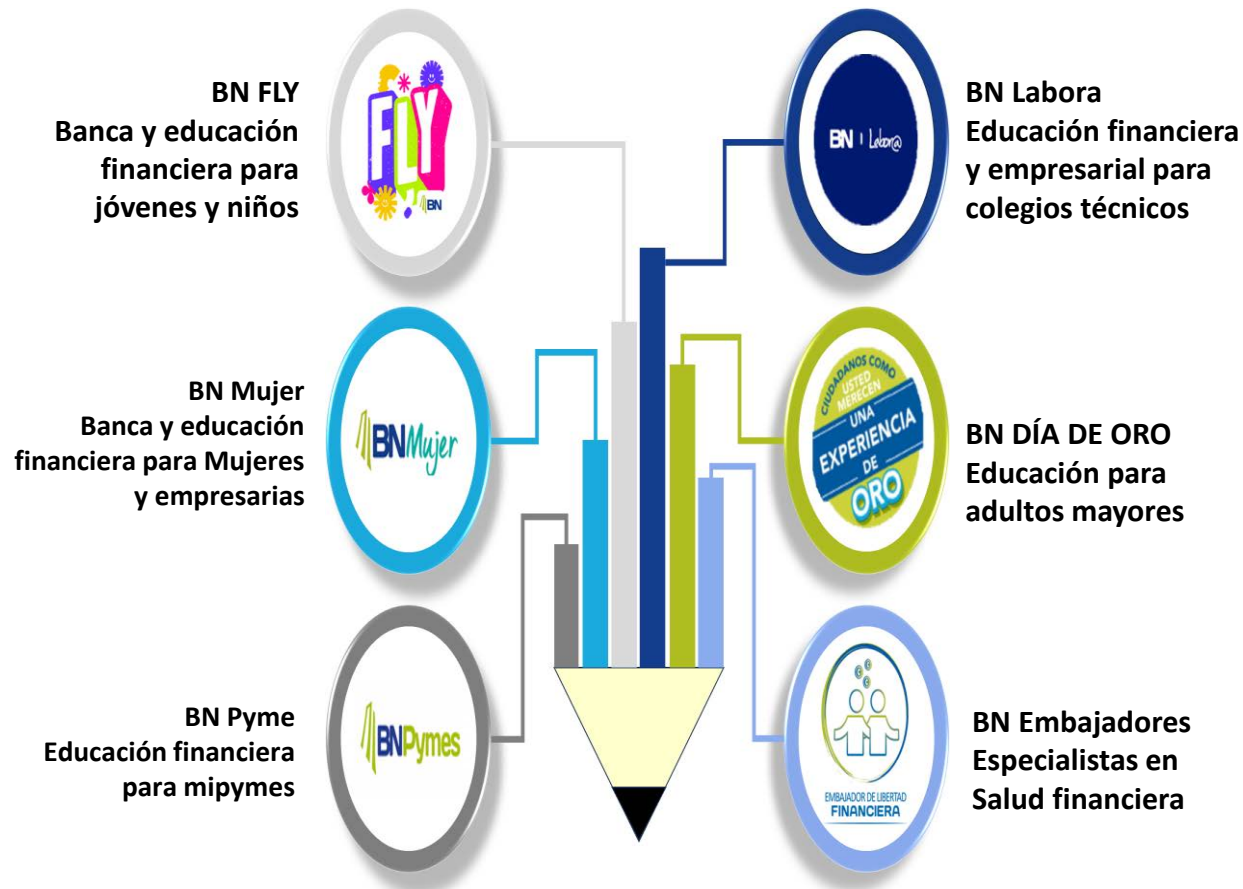 BN FLY
Banca y educación
financiera para
jóvenes y niños
FLY
BN
BN Labor@
BN Labora
Educación financiera
y empresarial para
colegios técnicos
BN Mujer
Banca y educación
financiera para Mujeres
y empresarias
BNMujer
CIUDADANOS COMO
USTED
MERECEN
UNA
EXPERIENCIA
DE
ORO
BN DÍA DE ORO
Educación para
adultos mayores
BN Pyme
Educación financiera
para mipymes
BNPymes
EMBAJADOR DE LIBERTAD
FINANCIERA
BN Embajadores
Especialistas en
Salud financiera